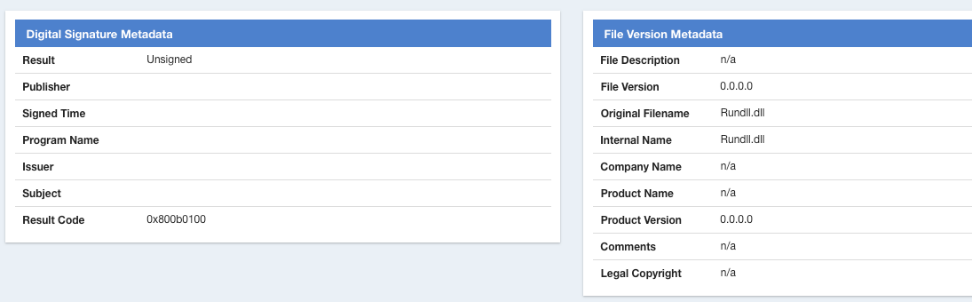 Digital Signature Metadata
Result Unsigned
Publisher
Signed Time
Program Name
Issuer
Subject
Result Code 0x800b0100
File Version Metadata
File Description n/a
File Version 0.0.0.0
Original Filename Rundll.dll
Internal Name Rundll.dll
Company Name n/a
Product Name n/a
Product Version 0.0.0.0
Comments n/a
Legal Copyright n/a